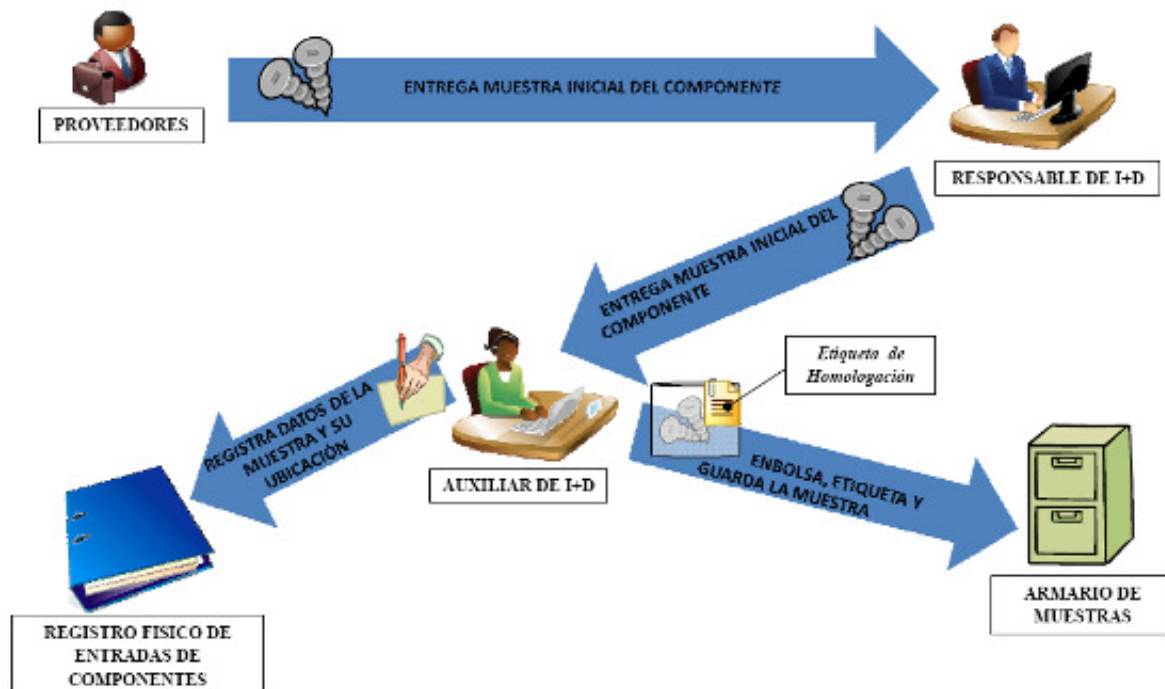 ENTREGA MUESTRA INICIAL DEL COMPONENTE
PROVEEDORES
RESPONSABLE DE I+D
ENTREGA MUESTRA INICIAL DEL
COMPONENTE
Etiqueta de
Homologación
REGISTRA DATOS DE LA
MUESTRA Y SU
UBICACIÓN
AUXILIAR DE I+D
ENBOLSA, ETIQUETA Y
GUARDA LA MUESTRA
ARMARIO DE
MUESTRAS
REGISTRO FISICO DE
ENTRADAS DE
COMPONENTES